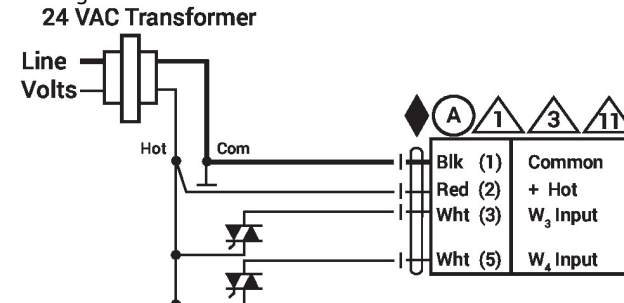 24 VAC Transformer
Line
Volts
A 1 3 11
Hot Com
Blk (1) Common
Red (2) + Hot
Wht (3) W₃ Input
Wht (5) W₄ Input